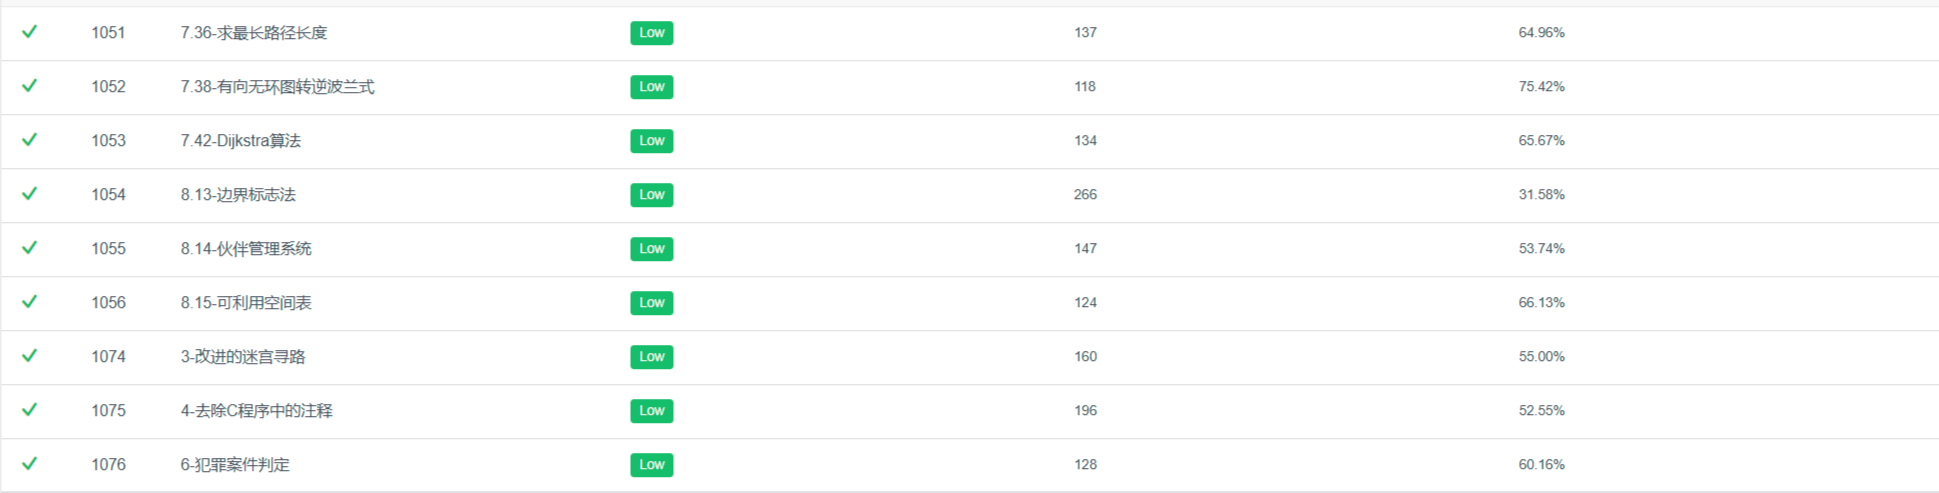 1051 7.36-求最长路径长度 Low 137 64.96%
1052 7.38-有向无环图转逆波兰式 Low 118 75.42%
1053 7.42-Dijkstra算法 Low 134 65.67%
1054 8.13-边界标志法 Low 266 31.58%
1055 8.14-伙伴管理系统 Low 147 53.74%
1056 8.15-可利用空间表 Low 124 66.13%
1074 3-改进的迷宫寻路 Low 160 55.00%
1075 4-去除C程序中的注释 Low 196 52.55%
1076 6-犯罪案件判定 Low 128 60.16%